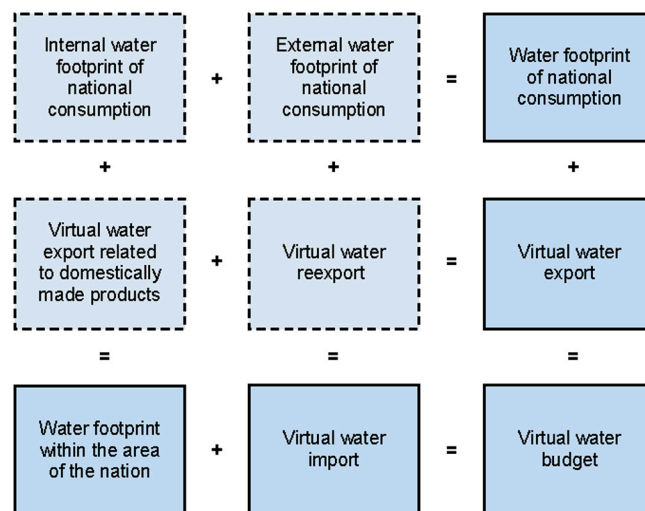 Internal water
footprint of
national
consumption
+
External water
footprint of
national
consumption
=
Water footprint
of national
consumption
+
+
+
Virtual water
export related
to domestically
made products
+
Virtual water
reexport
=
Virtual water
export
=
=
=
Water footprint
within the area
of the nation
+
Virtual water
import
=
Virtual water
budget